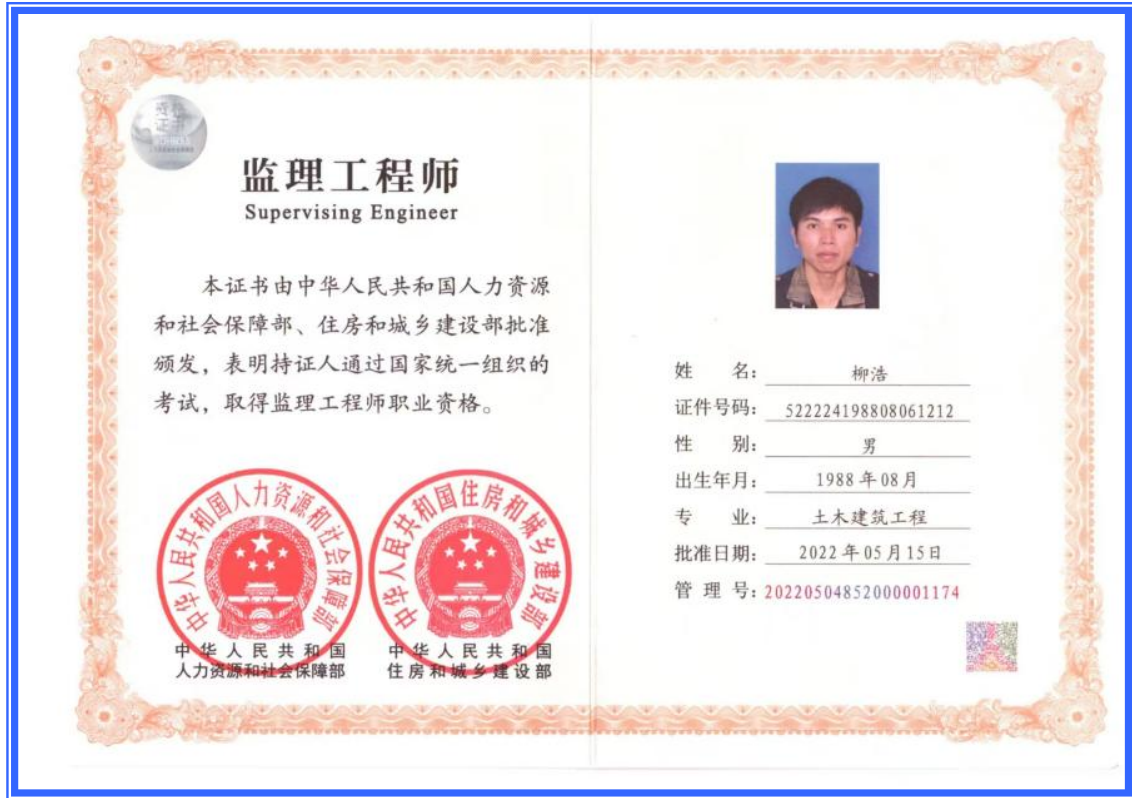 监理工程师
Supervising Engineer
本证书由中华人民共和国人力资源
和社会保障部、住房和城乡建设部批准
颁发，表明持证人通过国家统一组织的
考试，取得监理工程师职业资格。
中华人民共和国人力资源和社会保障部
中华人民共和国住房和城乡建设部
中华人民共和国
人力资源和社会保障部
中华人民共和国
住房和城乡建设部
姓 名：柳浩
证件号码：522224198808061212
性 别：男
出生年月：1988年08月
专 业：土木建筑工程
批准日期：2022年05月15日
管 理 号：20220504852000001174